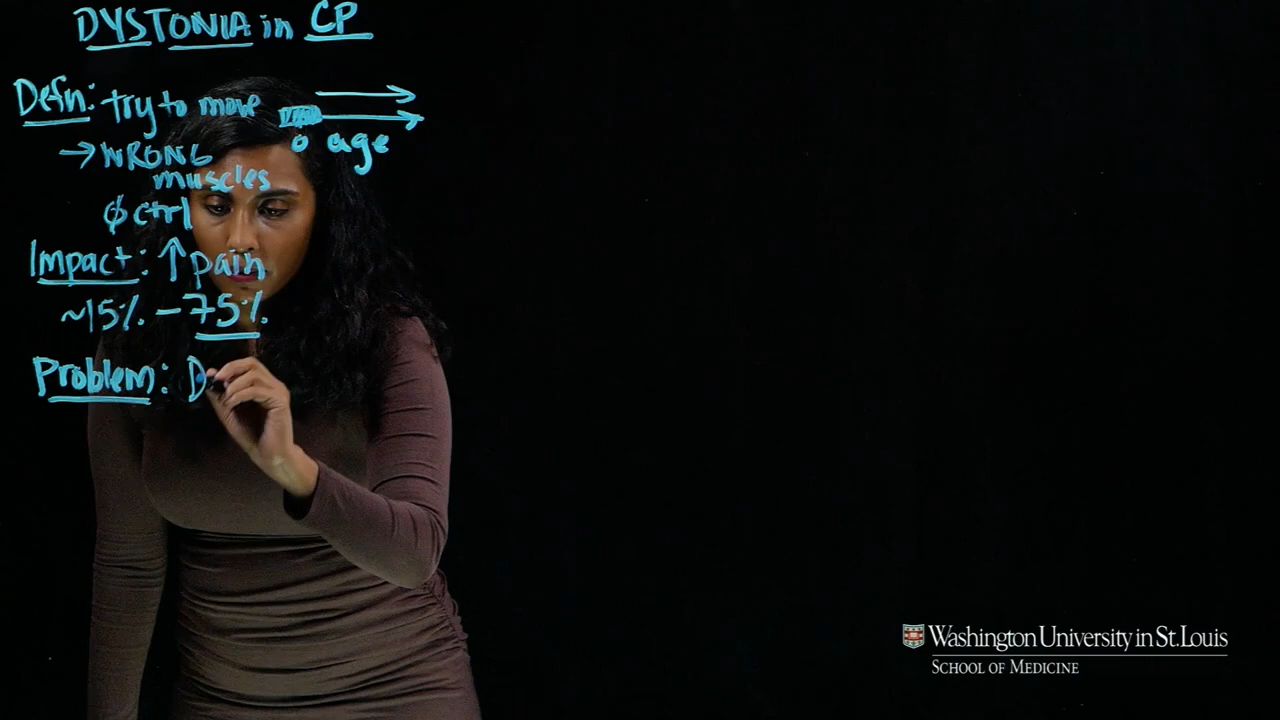 DYSTONIA in CP
Defn: try to move
0 age
→ WRONG
muscles
∅ ctrl
Impact: ↑ pain
~15% - 75%
Problem: D
Washington University in St. Louis
SCHOOL OF MEDICINE